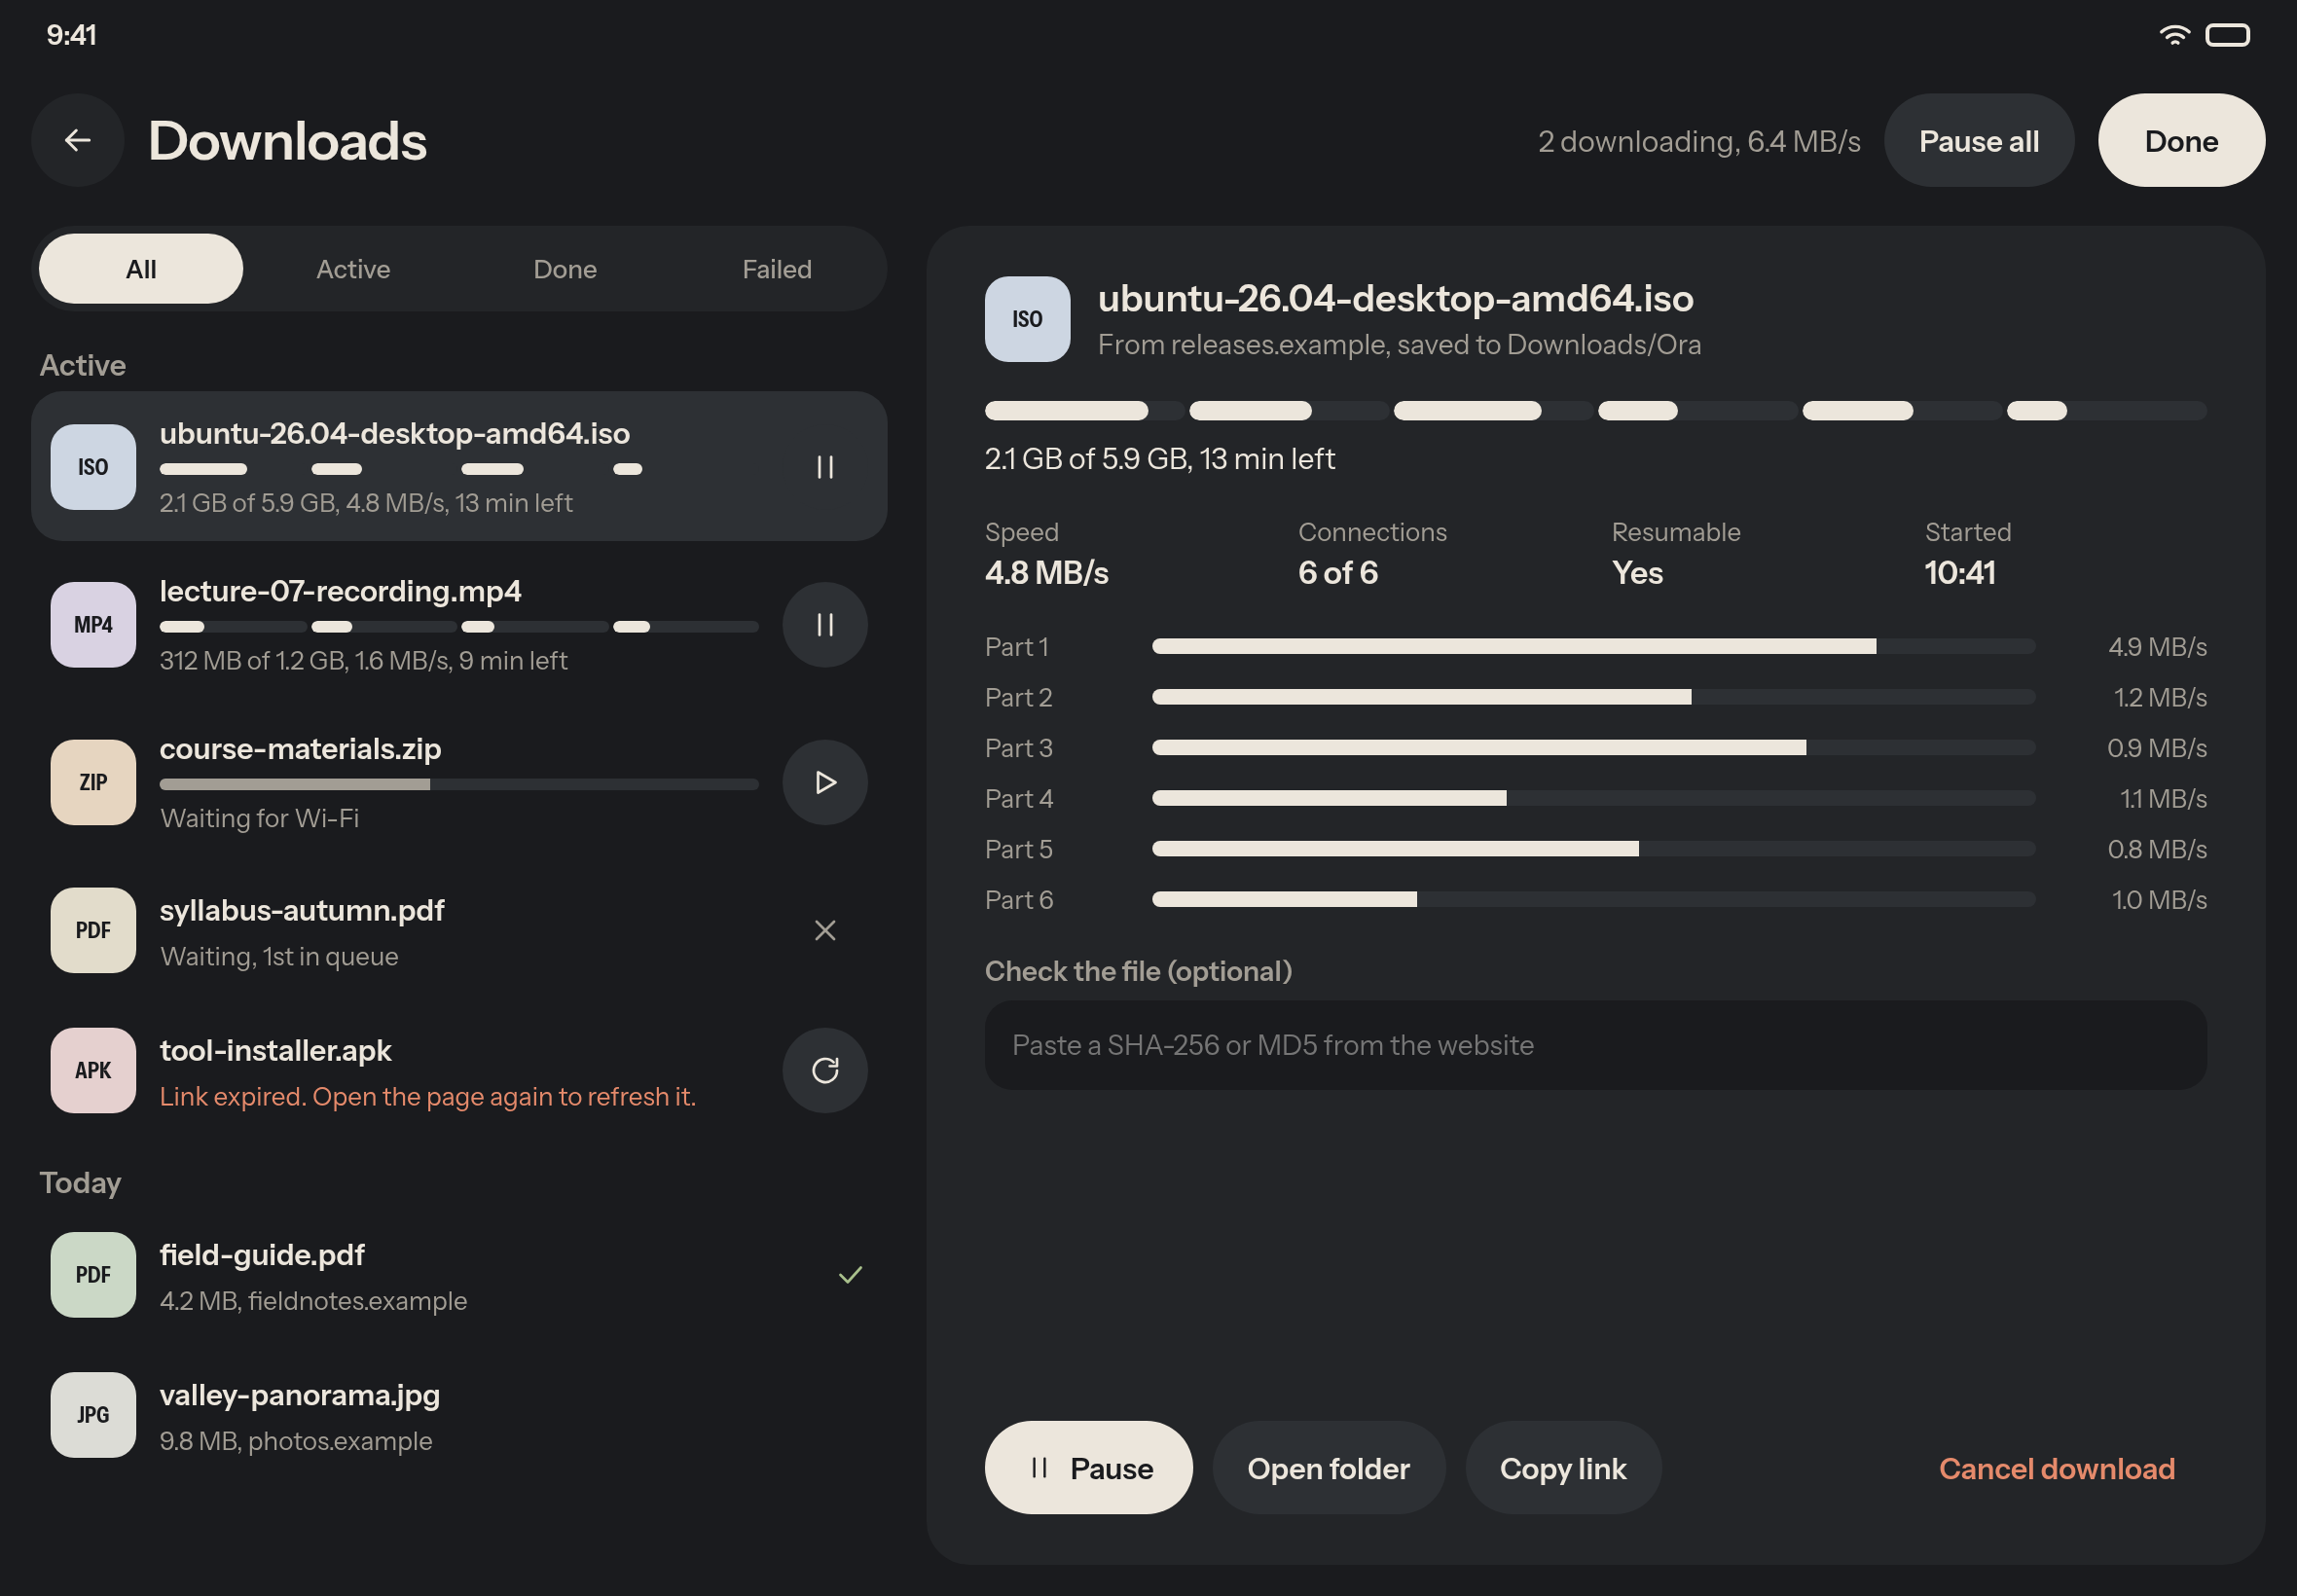 9:41
Downloads
2 downloading, 6.4 MB/s
Pause all
Done
All
Active
Done
Failed
Active
ISO
ubuntu-26.04-desktop-amd64.iso
2.1 GB of 5.9 GB, 4.8 MB/s, 13 min left
MP4
lecture-07-recording.mp4
312 MB of 1.2 GB, 1.6 MB/s, 9 min left
ZIP
course-materials.zip
Waiting for Wi-Fi
PDF
syllabus-autumn.pdf
Waiting, 1st in queue
APK
tool-installer.apk
Link expired. Open the page again to refresh it.
Today
PDF
field-guide.pdf
4.2 MB, fieldnotes.example
JPG
valley-panorama.jpg
9.8 MB, photos.example
ISO
ubuntu-26.04-desktop-amd64.iso
From releases.example, saved to Downloads/Ora
2.1 GB of 5.9 GB, 13 min left
Speed
4.8 MB/s
Connections
6 of 6
Resumable
Yes
Started
10:41
Part 1
4.9 MB/s
Part 2
1.2 MB/s
Part 3
0.9 MB/s
Part 4
1.1 MB/s
Part 5
0.8 MB/s
Part 6
1.0 MB/s
Check the file (optional)
Paste a SHA-256 or MD5 from the website
Pause
Open folder
Copy link
Cancel download